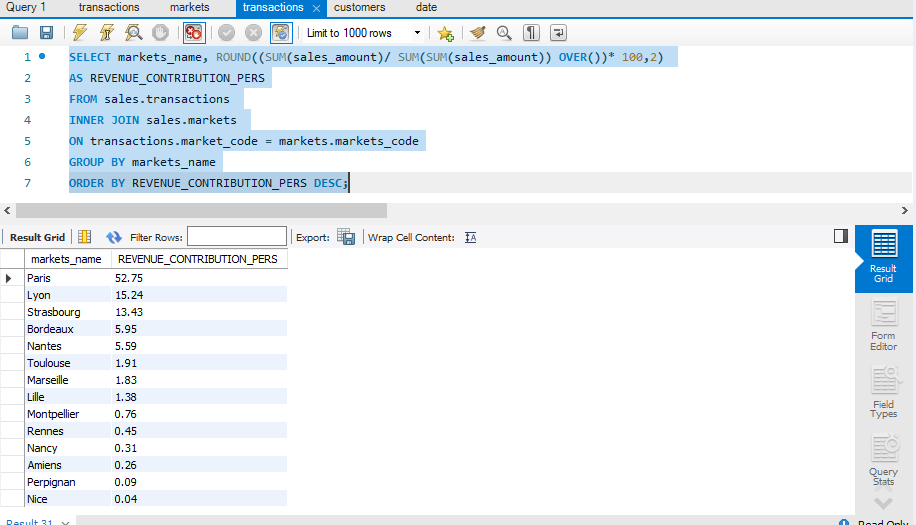 Query 1 transactions markets transactions customers date
Limit to 1000 rows
1 SELECT markets_name, ROUND((SUM(sales_amount)/ SUM(SUM(sales_amount)) OVER())* 100,2)
2 AS REVENUE_CONTRIBUTION_PERS
3 FROM sales.transactions
4 INNER JOIN sales.markets
5 ON transactions.market_code = markets.markets_code
6 GROUP BY markets_name
7 ORDER BY REVENUE_CONTRIBUTION_PERS DESC;
Result Grid Filter Rows: Export: Wrap Cell Content:
markets_name REVENUE_CONTRIBUTION_PERS
Paris 52.75
Lyon 15.24
Strasbourg 13.43
Bordeaux 5.95
Nantes 5.59
Toulouse 1.91
Marseille 1.83
Lille 1.38
Montpellier 0.76
Rennes 0.45
Nancy 0.31
Amiens 0.26
Perpignan 0.09
Nice 0.04
Result
Grid
Form
Editor
Field
Types
Query
Stats
Result 31 Read Only